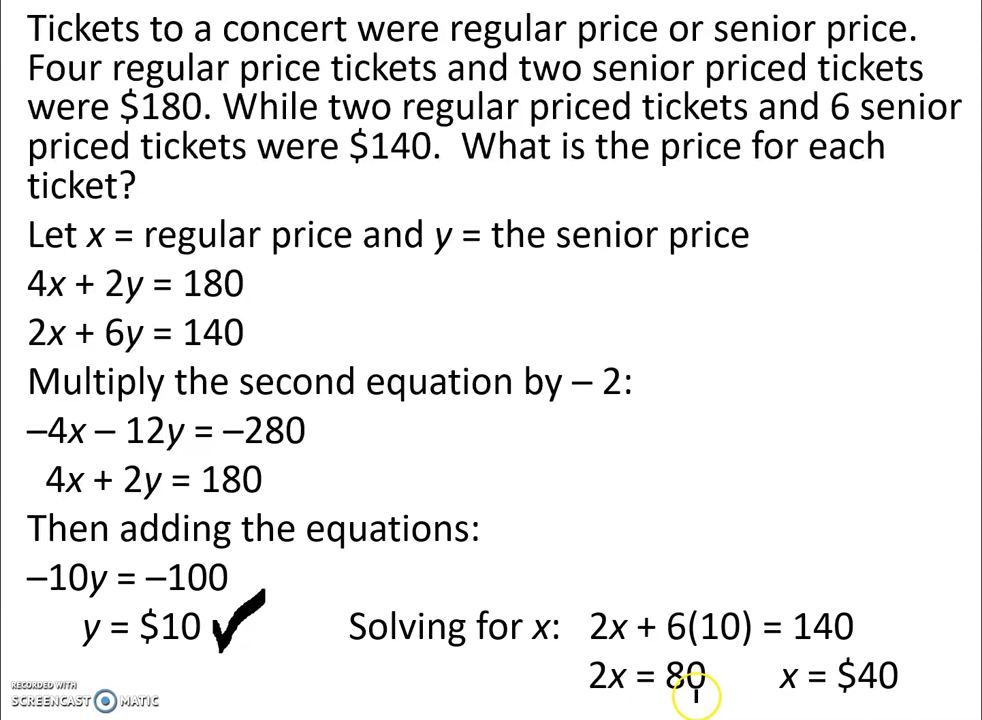 Tickets to a concert were regular price or senior price.
Four regular price tickets and two senior priced tickets
were $180. While two regular priced tickets and 6 senior
priced tickets were $140.  What is the price for each
ticket?
Let x = regular price and y = the senior price
4x + 2y = 180
2x + 6y = 140
Multiply the second equation by – 2:
–4x – 12y = –280
4x + 2y = 180
Then adding the equations:
–10y = –100
y = $10 Solving for x: 2x + 6(10) = 140
2x = 80 x = $40
RECORDED WITH
SCREENCAST MATIC